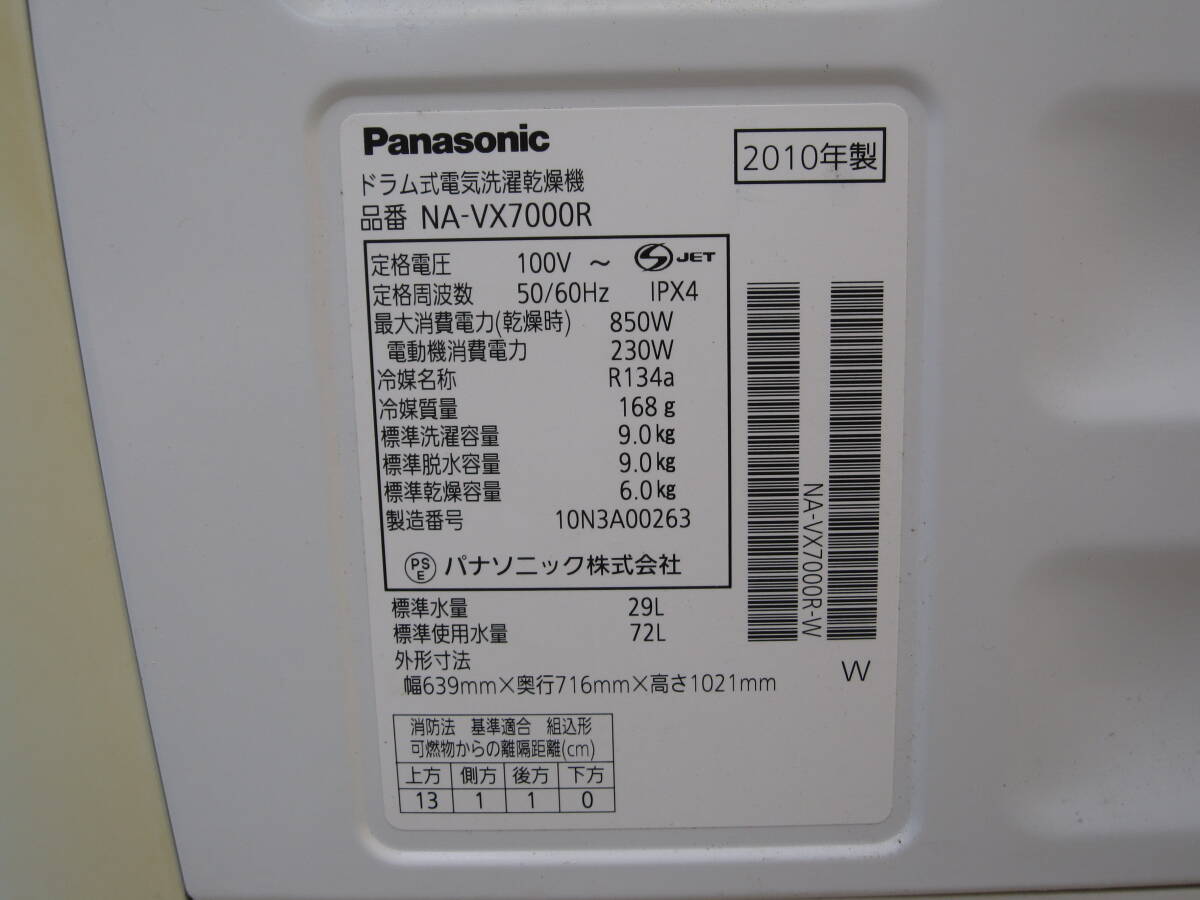 Panasonic
2010年製
ドラム式電気洗濯乾燥機
品番 NA-VX7000R
定格電圧 100V ～ JET
定格周波数 50/60Hz IPX4
最大消費電力(乾燥時) 850W
電動機消費電力 230W
冷媒名称 R134a
冷媒質量 168g
標準洗濯容量 9.0kg
標準脱水容量 9.0kg
標準乾燥容量 6.0kg
製造番号 10N3A00263
PSE パナソニック株式会社
標準水量 29L
標準使用水量 72L
外形寸法
幅639mm×奥行716mm×高さ1021mm
NA-VX7000R-W
W
消防法 基準適合 組込形
可燃物からの離隔距離(cm)
上方 側方 後方 下方
13 1 1 0